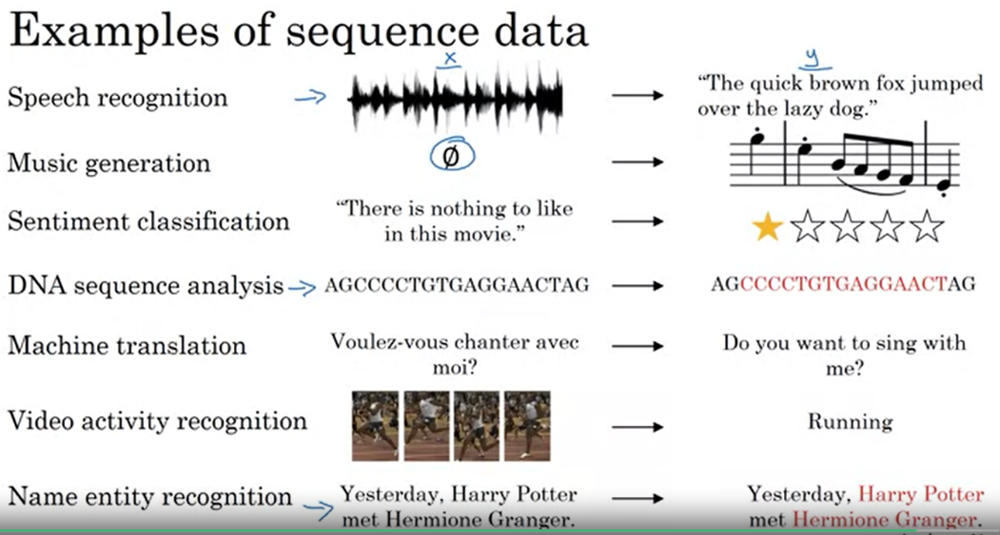 Examples of sequence data
x
y
Speech recognition
“The quick brown fox jumped
over the lazy dog.”
Music generation
∅
Sentiment classification
“There is nothing to like
in this movie.”
DNA sequence analysis
AGCCCCTGTGAGGAACTAG
AGCCCCTGTGAGGAACTAG
Machine translation
Voulez-vous chanter avec
moi?
Do you want to sing with
me?
Video activity recognition
Running
Name entity recognition
Yesterday, Harry Potter
met Hermione Granger.
Yesterday, Harry Potter
met Hermione Granger.